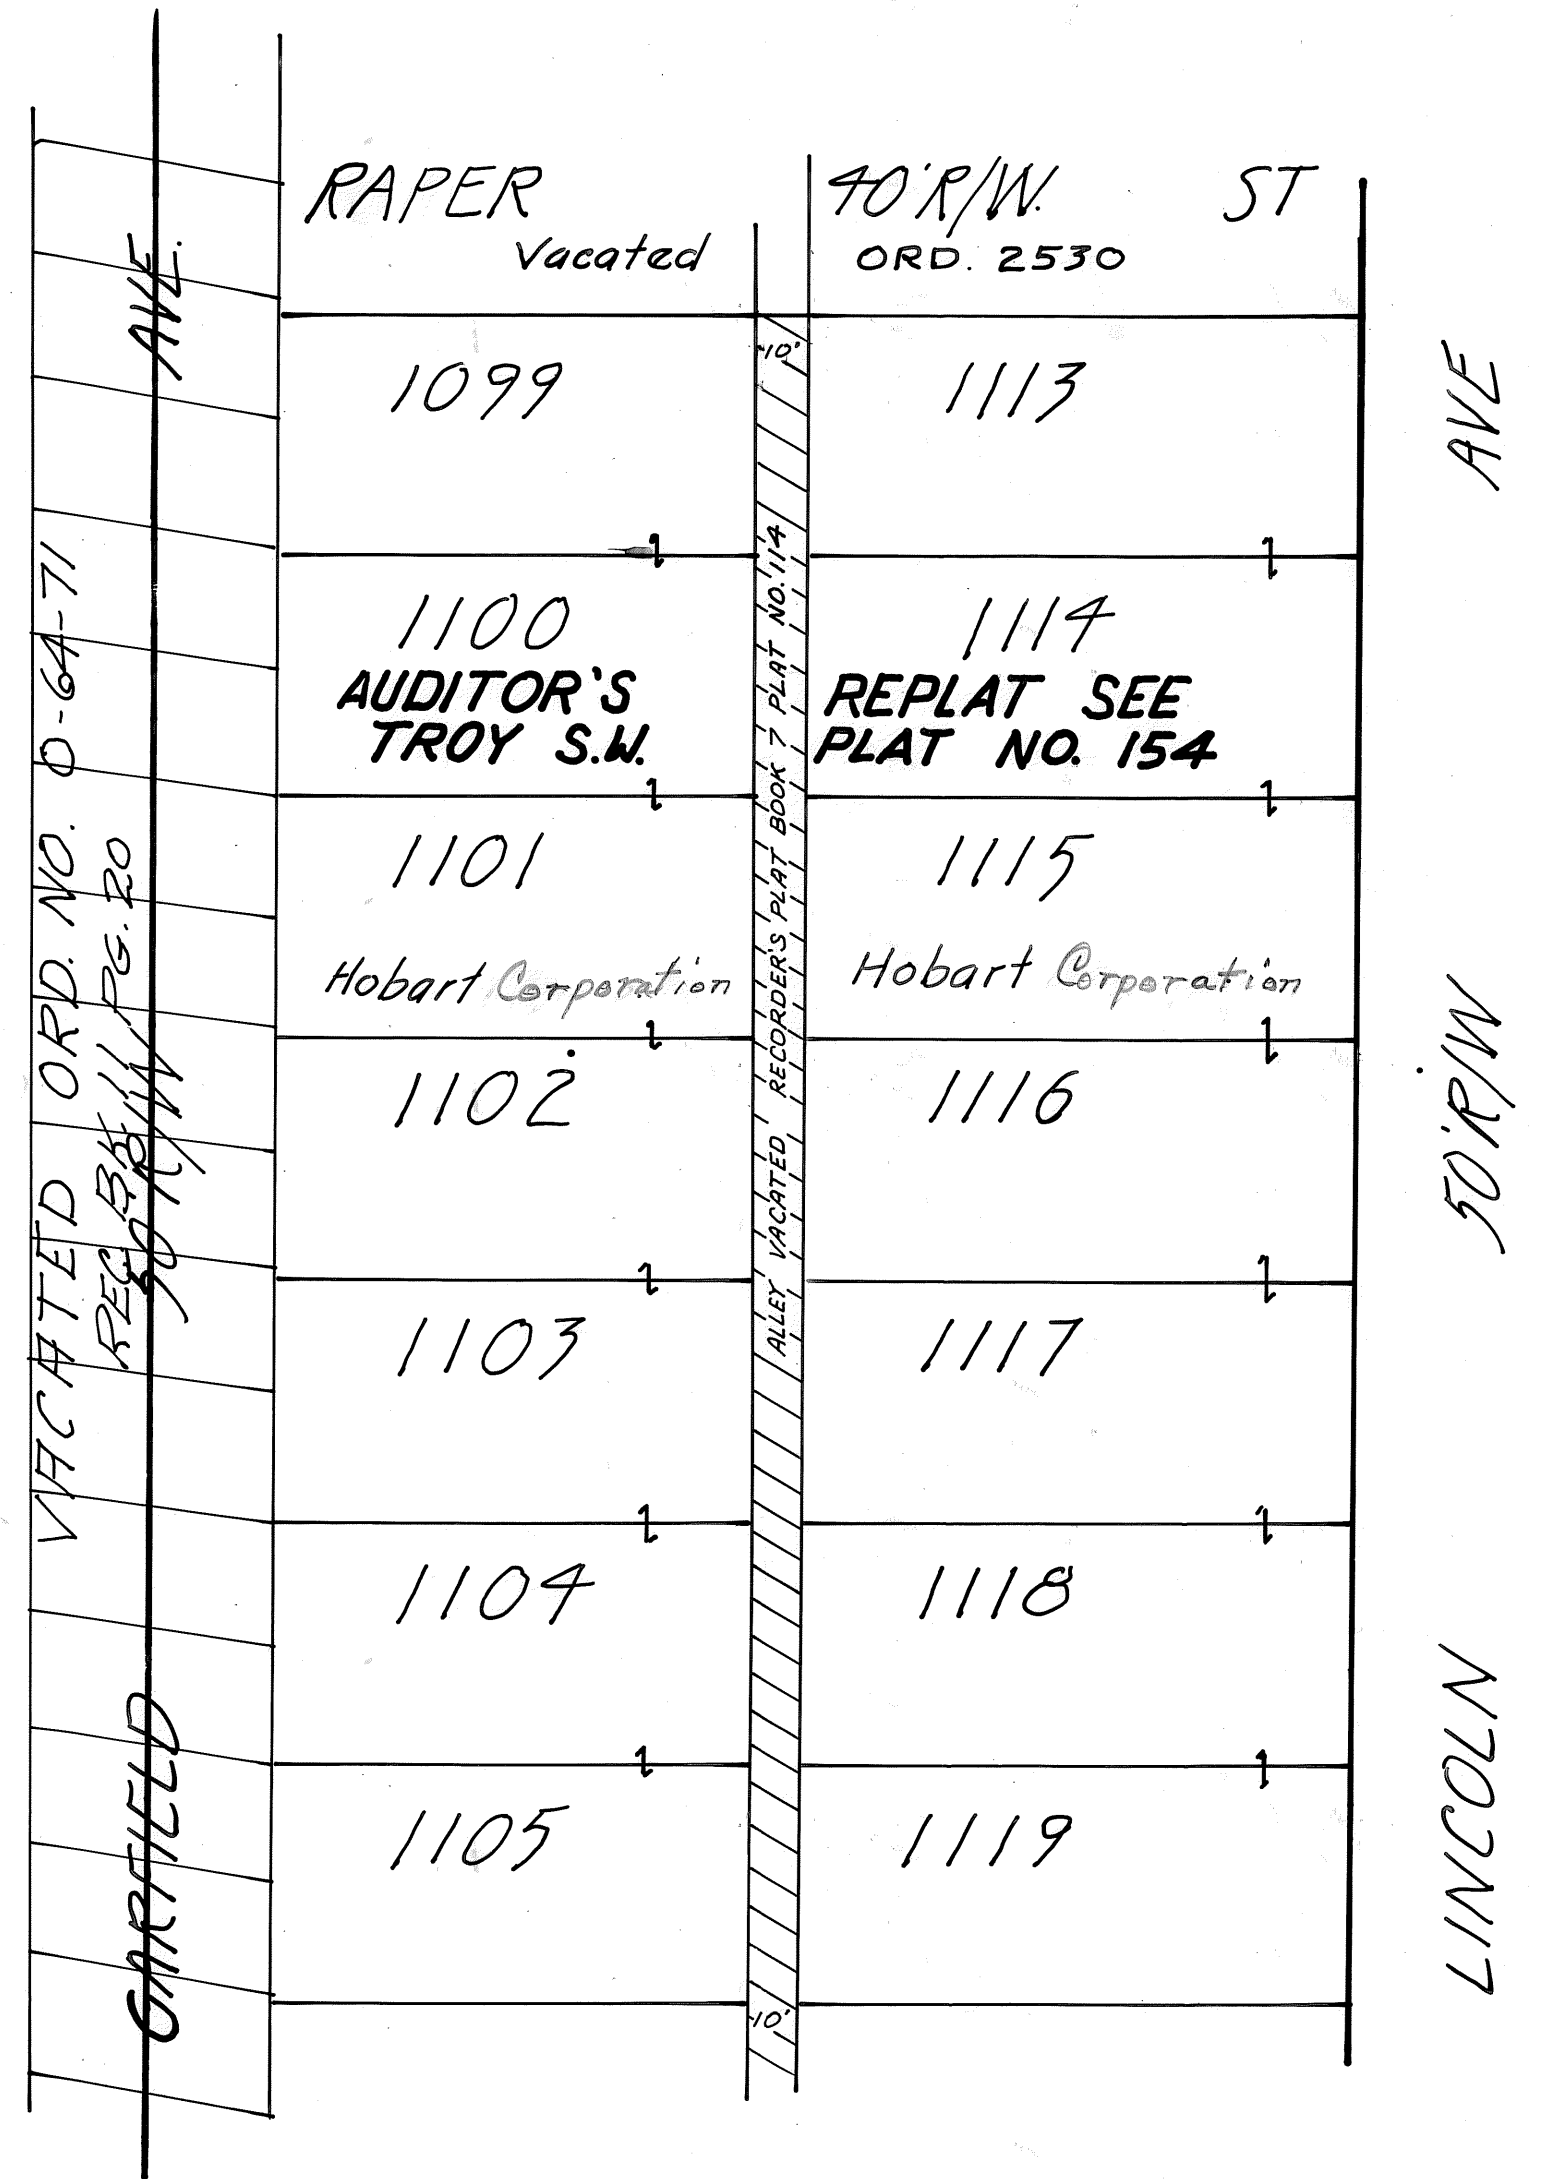 RAPER 40'R/W. ST
Vacated ORD. 2530
10'
1099 1113
1100 1114
AUDITOR'S REPLAT SEE
TROY S.W. PLAT NO. 154
1101 1115
Hobart Corporation Hobart Corporation
1102 1116
1103 1117
1104 1118
1105 1119
10'
ALLEY VACATED RECORDER'S PLAT BOOK 7 PLAT NO. 114
VACATED ORD. NO. O-64-71
REC. BK. 11, PG. 20
GARFIELD 50' R/W AVE.
LINCOLN 50'R/W AVE